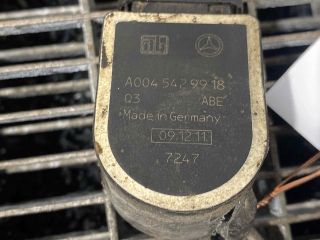 A004 542 99 18
Q3 ABE
Made in Germany
09.12.11
7247